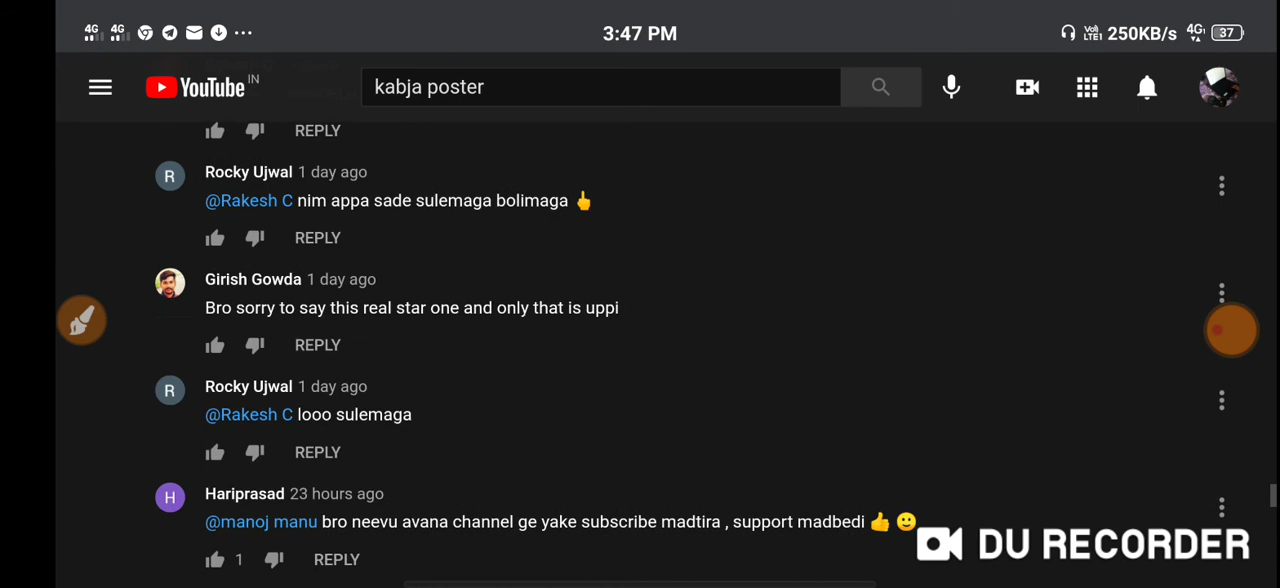 4G 4G 3:47 PM VoLTE1 250KB/s 4G 37
YouTube IN kabja poster
REPLY
R Rocky Ujwal 1 day ago
@Rakesh C nim appa sade sulemaga bolimaga 👆
REPLY
Girish Gowda 1 day ago
Bro sorry to say this real star one and only that is uppi
REPLY
R Rocky Ujwal 1 day ago
@Rakesh C looo sulemaga
REPLY
H Hariprasad 23 hours ago
@manoj manu bro neevu avana channel ge yake subscribe madtira , support madbedi 👍 🙂
DU RECORDER
1 REPLY